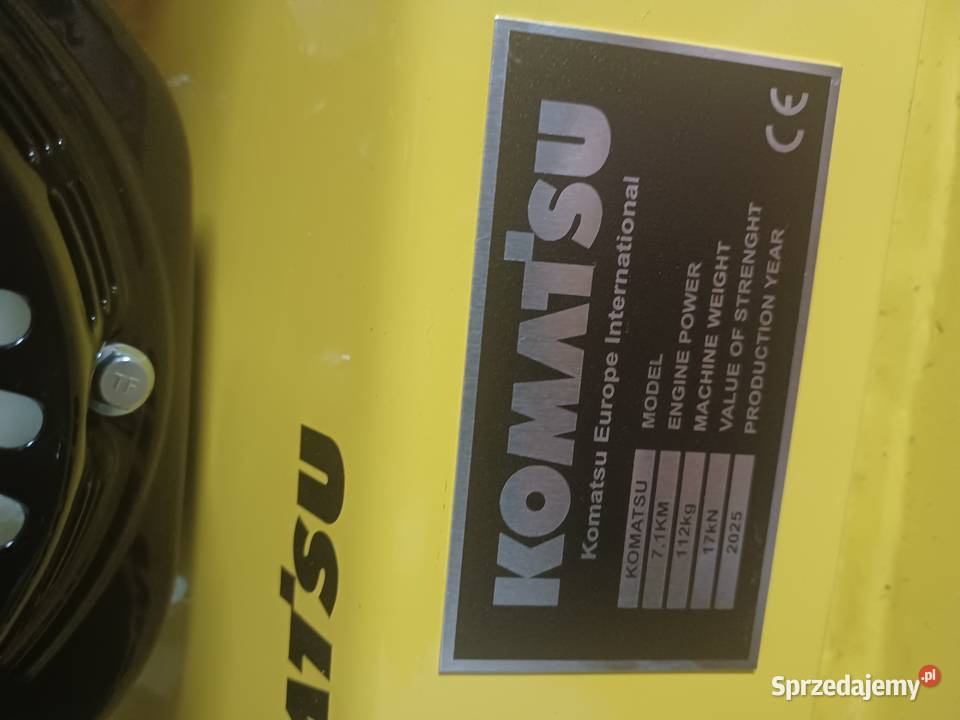 KOMATSU
Komatsu Europe International
MODEL KOMATSU
ENGINE POWER 7.1KM
MACHINE WEIGHT 112kg
VALUE OF STRENGHT 17kN
PRODUCTION YEAR 2025
CE
ATSU
TF
Sprzedajemy.pl